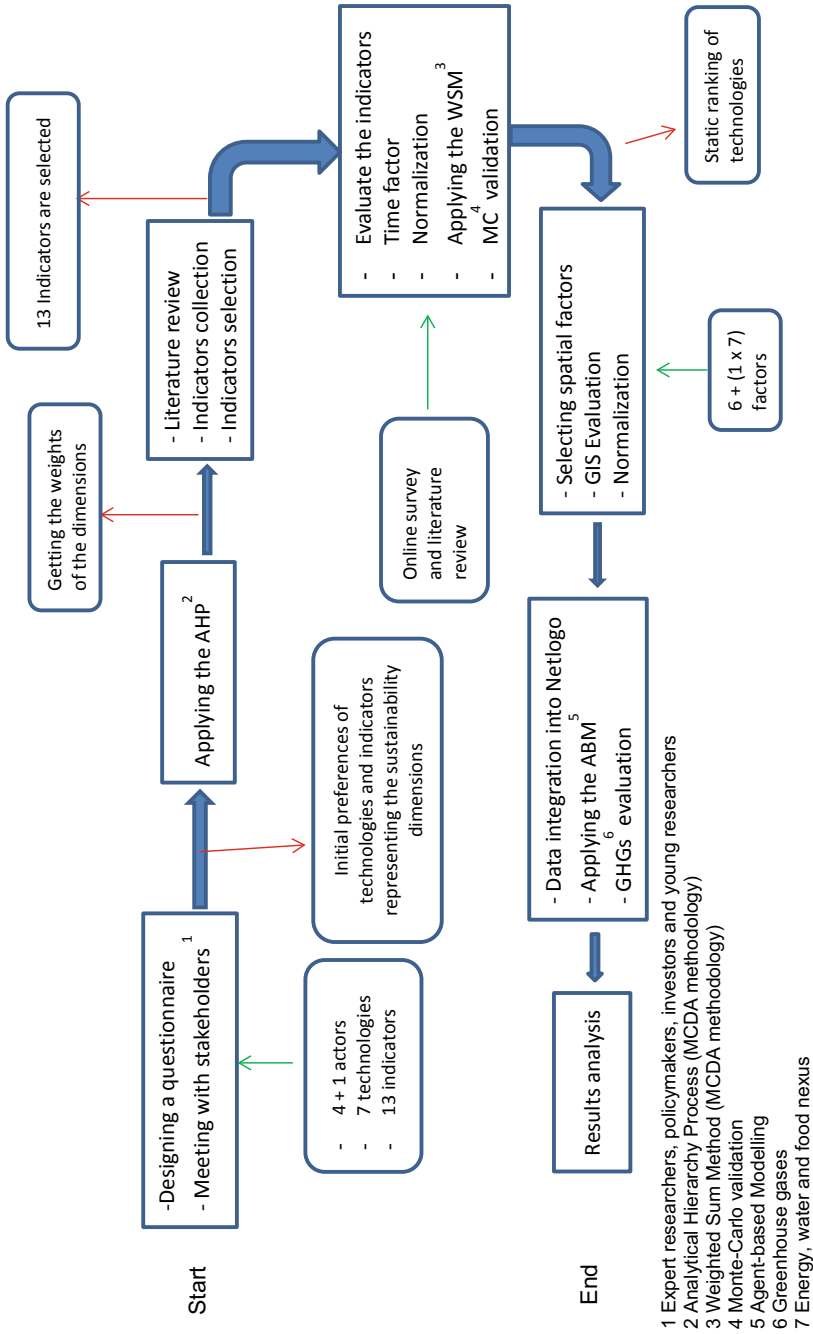 Start
-Designing a questionnaire
- Meeting with stakeholders 1
- 4 + 1 actors
- 7 technologies
- 13 indicators
Initial preferences of
technologies and indicators
representing the sustainability
dimensions
Applying the AHP 2
Getting the weights
of the dimensions
- Literature review
- Indicators collection
- Indicators selection
13 Indicators are selected
- Evaluate the indicators
- Time factor
- Normalization
- Applying the WSM 3
- MC 4 validation
Online survey
and literature
review
Static ranking of
technologies
- Selecting spatial factors
- GIS Evaluation
- Normalization
6 + (1 x 7)
factors
- Data integration into Netlogo
- Applying the ABM 5
- GHGs 6 evaluation
Results analysis
End
1 Expert researchers, policymakers, investors and young researchers
2 Analytical Hierarchy Process (MCDA methodology)
3 Weighted Sum Method (MCDA methodology)
4 Monte-Carlo validation
5 Agent-based Modelling
6 Greenhouse gases
7 Energy, water and food nexus